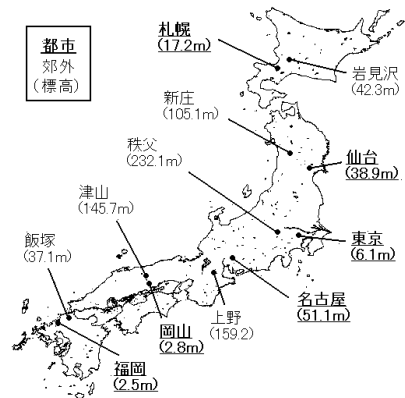 都市
郊外
(標高)
札幌
(17.2m)
岩見沢
(42.3m)
新庄
(105.1m)
秩父
(232.1m)
仙台
(38.9m)
津山
(145.7m)
飯塚
(37.1m)
東京
(6.1m)
名古屋
(51.1m)
上野
(159.2)
岡山
(2.8m)
福岡
(2.5m)